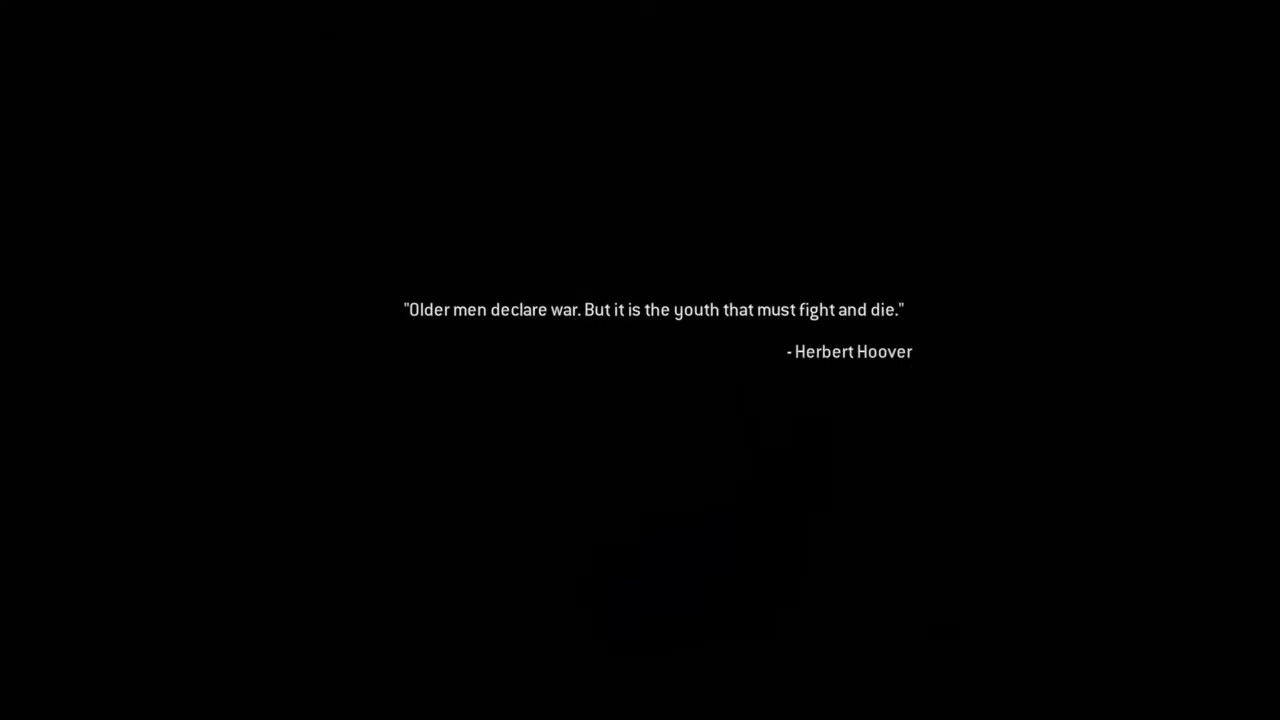 "Older men declare war. But it is the youth that must fight and die."
- Herbert Hoover